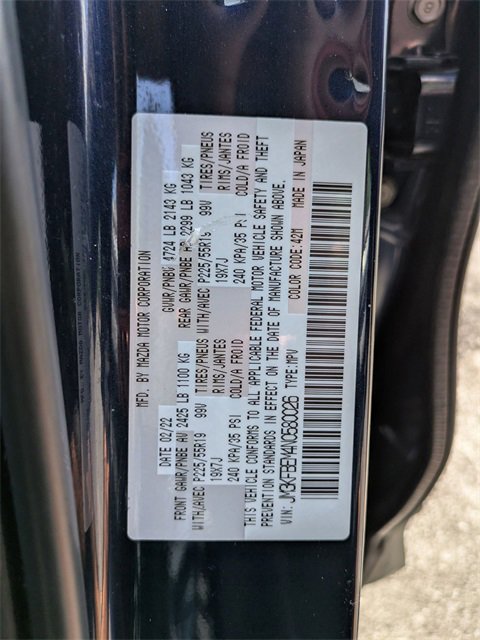 MFD. BY MAZDA MOTOR CORPORATION
DATE 02/22 GVWR/PNBV 4724 LB 2143 KG
FRONT GAWR/PNBE AV 2425 LB 1100 KG REAR GAWR/PNBE 2299 LB 1043 KG
WITH/AVEC P225/55R19 99V TIRES/PNEUS WITH/AVEC P225/55R19 99V TIRES/PNEUS
19X7J RIMS/JANTES 19X7J RIMS/JANTES
240 KPA/35 PSI COLD/A FROID 240 KPA/35 PSI COLD/A FROID
THIS VEHICLE CONFORMS TO ALL APPLICABLE FEDERAL MOTOR VEHICLE SAFETY AND THEFT
PREVENTION STANDARDS IN EFFECT ON THE DATE OF MANUFACTURE SHOWN ABOVE.
VIN: JM3KFBEM4N0580026 TYPE:MPV COLOR CODE:42M MADE IN JAPAN